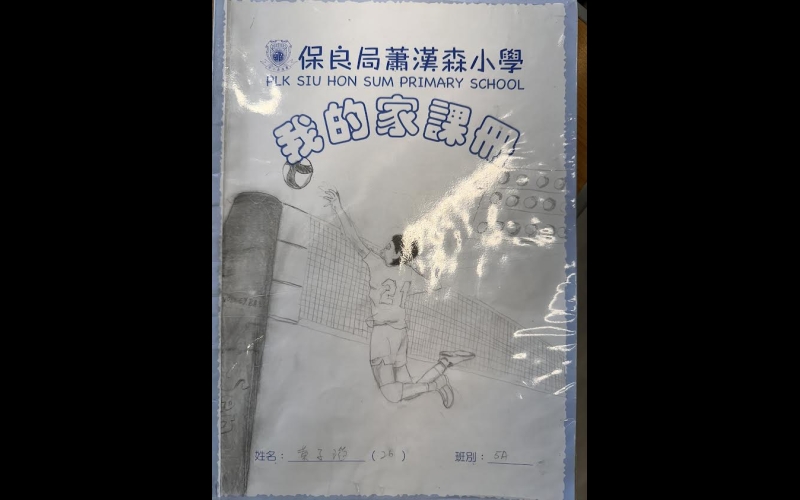 保良局蕭漢森小學
PLK SIU HON SUM PRIMARY SCHOOL
我的家課冊
21
姓名： （26） 班別：5A